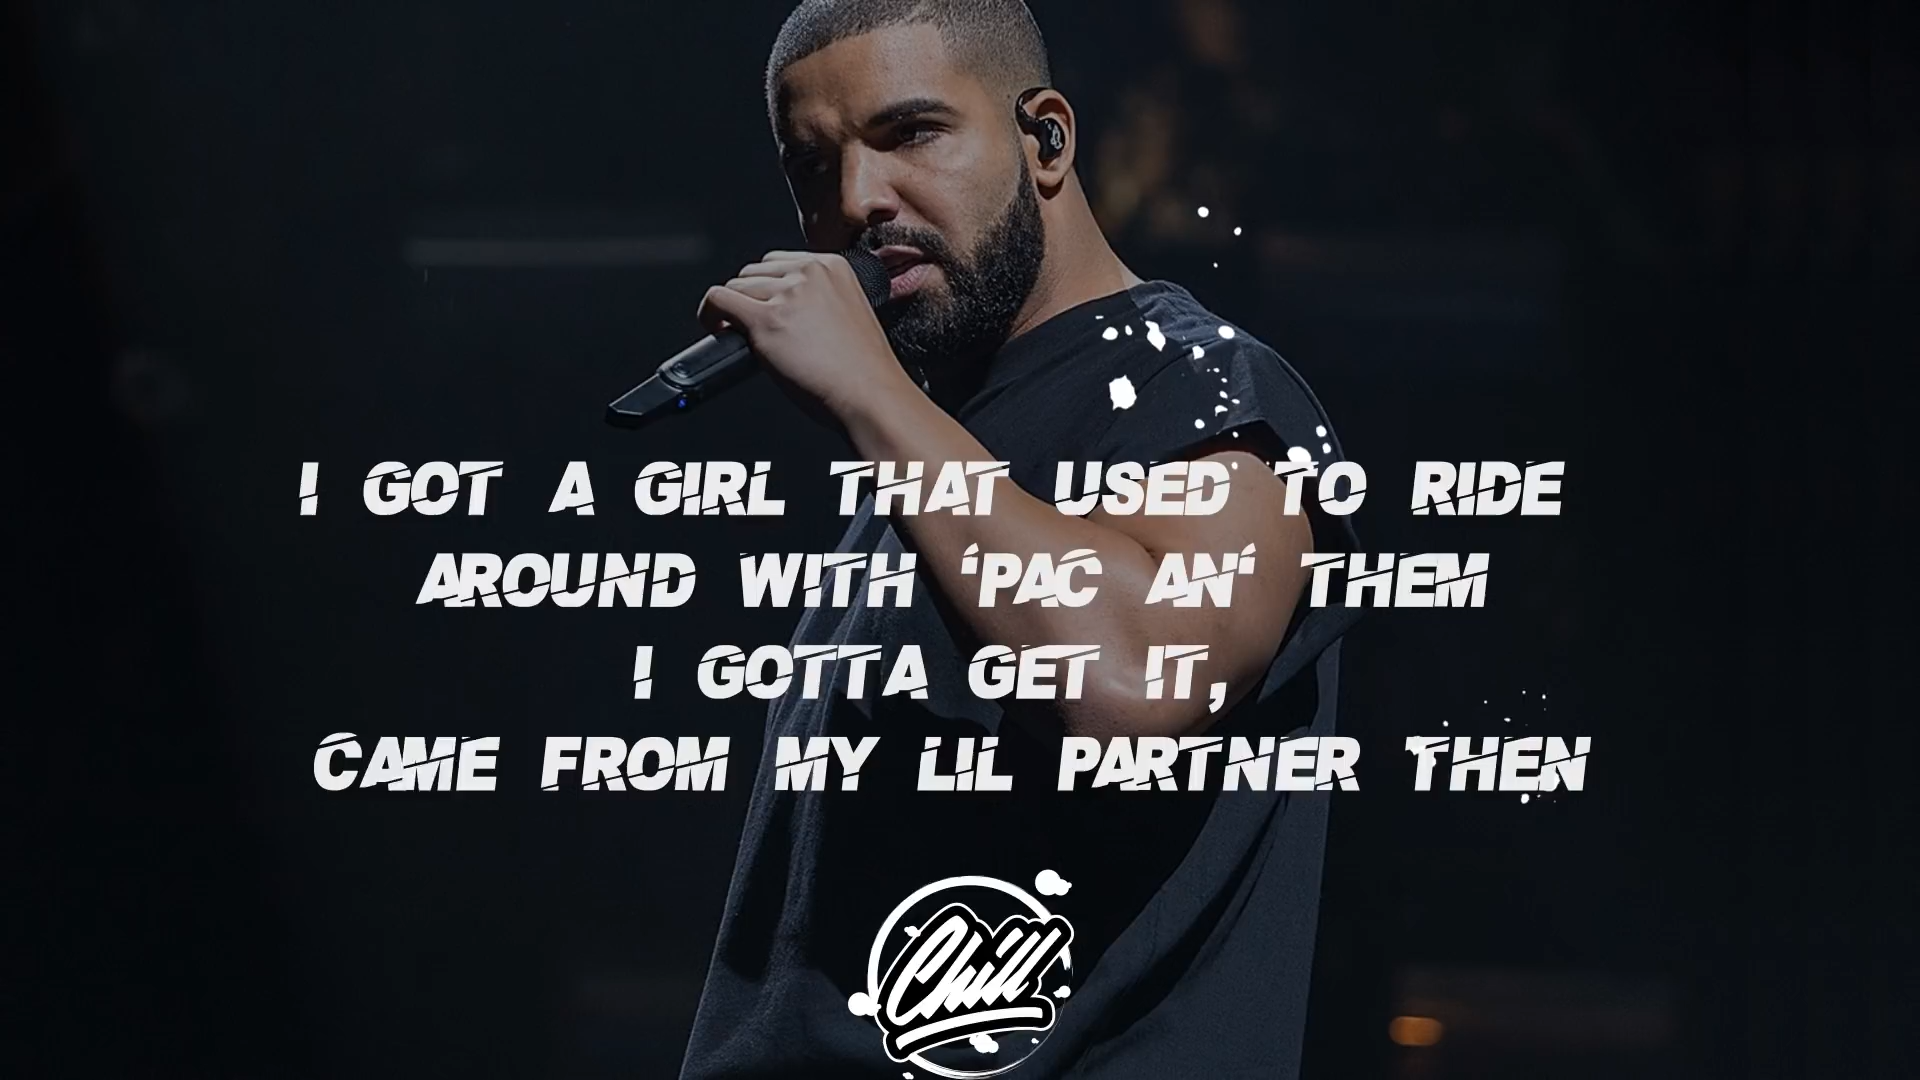 I GOT A GIRL THAT USED TO RIDE
AROUND WITH ‘PAC AN‘ THEM
I GOTTA GET IT,
CAME FROM MY LIL PARTNER THEN
Chill